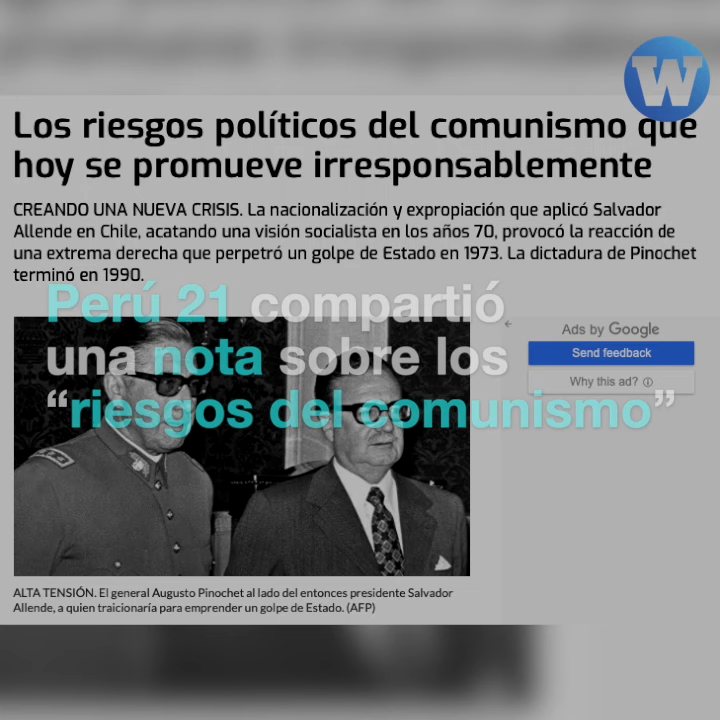 W
Los riesgos políticos del comunismo que
hoy se promueve irresponsablemente
CREANDO UNA NUEVA CRISIS. La nacionalización y expropiación que aplicó Salvador
Allende en Chile, acatando una visión socialista en los años 70, provocó la reacción de
una extrema derecha que perpetró un golpe de Estado en 1973. La dictadura de Pinochet
terminó en 1990.
Perú 21 compartió
una nota sobre los
“riesgos del comunismo”
Ads by Google
Send feedback
Why this ad?
ALTA TENSIÓN. El general Augusto Pinochet al lado del entonces presidente Salvador
Allende, a quien traicionaría para emprender un golpe de Estado. (AFP)